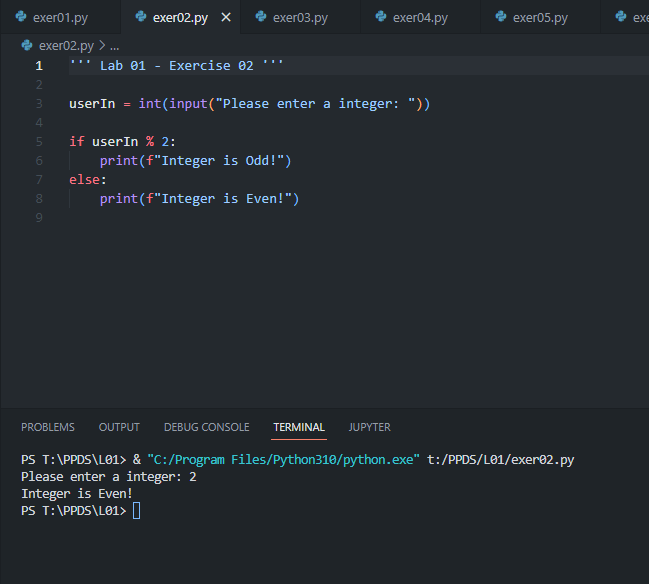 exer01.py exer02.py × exer03.py exer04.py exer05.py exe
exer02.py > ...
1 ''' Lab 01 - Exercise 02 '''
2
3 userIn = int(input("Please enter a integer: "))
4
5 if userIn % 2:
6     print(f"Integer is Odd!")
7 else:
8     print(f"Integer is Even!")
9
PROBLEMS OUTPUT DEBUG CONSOLE TERMINAL JUPYTER
PS T:\PPDS\L01> & "C:/Program Files/Python310/python.exe" t:/PPDS/L01/exer02.py
Please enter a integer: 2
Integer is Even!
PS T:\PPDS\L01>